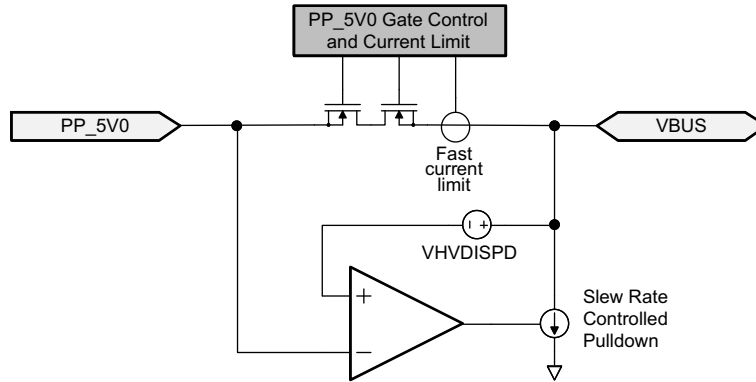 PP_5V0 Gate Control
and Current Limit
PP_5V0
VBUS
Fast
current
limit
VHVDISPD
Slew Rate
Controlled
Pulldown